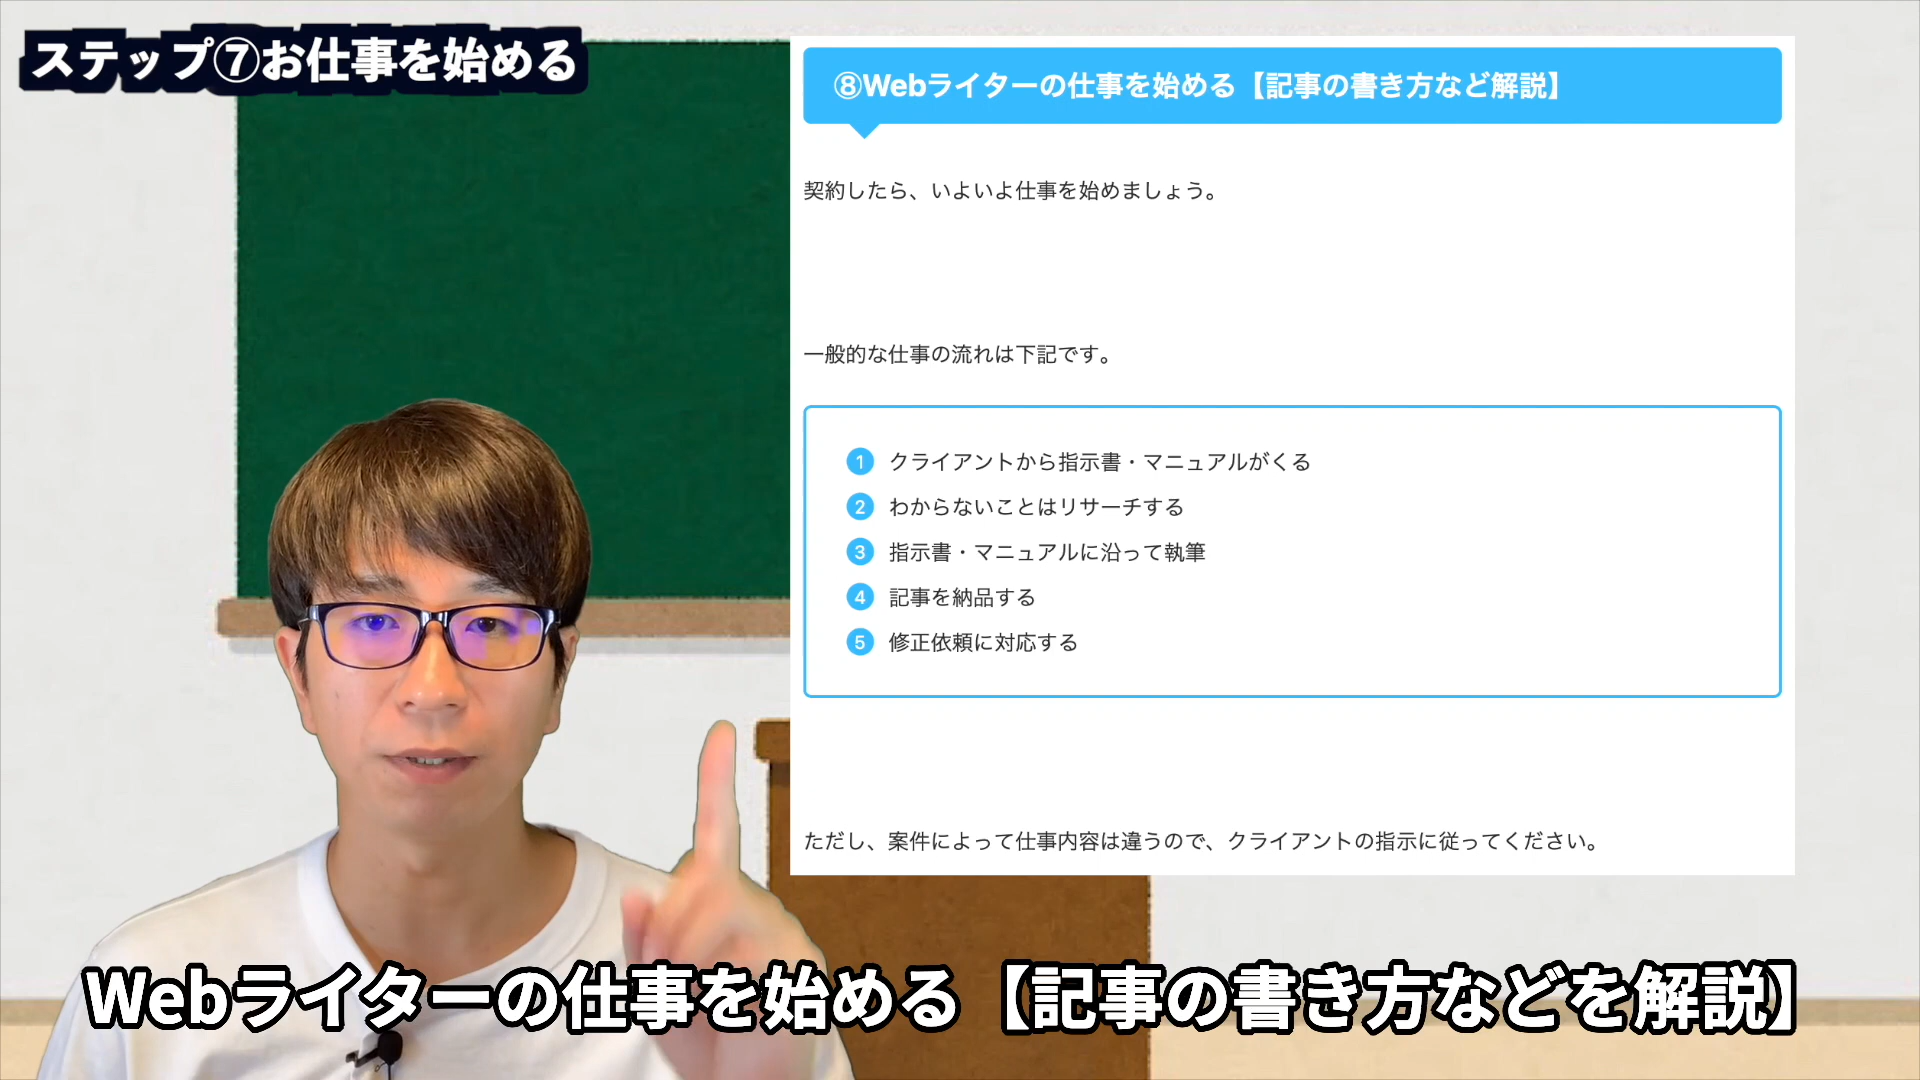 ステップ⑦お仕事を始める
⑧Webライターの仕事を始める【記事の書き方など解説】
契約したら、いよいよ仕事を始めましょう。
一般的な仕事の流れは下記です。
1 クライアントから指示書・マニュアルがくる
2 わからないことはリサーチする
3 指示書・マニュアルに沿って執筆
4 記事を納品する
5 修正依頼に対応する
ただし、案件によって仕事内容は違うので、クライアントの指示に従ってください。
Webライターの仕事を始める【記事の書き方などを解説】